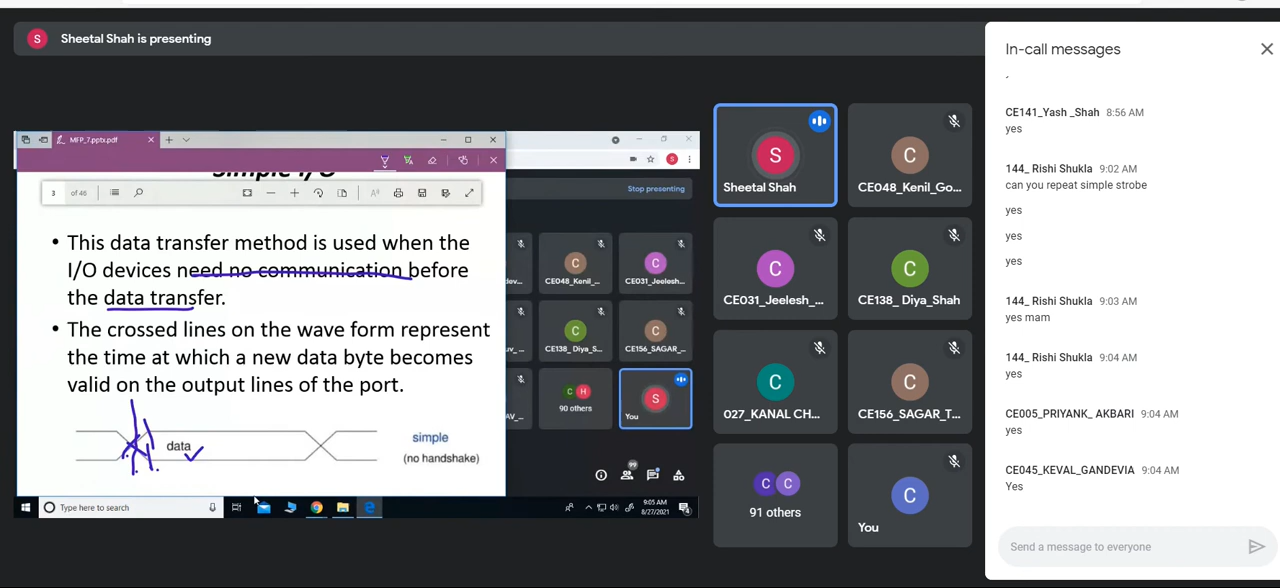 Sheetal Shah is presenting
In-call messages
CE141_Yash _Shah 8:56 AM
yes
144_ Rishi Shukla 9:02 AM
can you repeat simple strobe
yes
yes
yes
144_ Rishi Shukla 9:03 AM
yes mam
144_ Rishi Shukla 9:04 AM
yes
CE005_PRIYANK_ AKBARI 9:04 AM
yes
CE045_KEVAL_GANDEVIA 9:04 AM
Yes
Send a message to everyone
MFP_7.pptx.pdf
Simple I/O
3 of 46
• This data transfer method is used when the
I/O devices need no communication before
the data transfer.
• The crossed lines on the wave form represent
the time at which a new data byte becomes
valid on the output lines of the port.
data
simple
(no handshake)
Type here to search
9:05 AM
8/27/2021
Stop presenting
CE048_Kenil_...
CE031_Jeelesh_...
CE138_ Diya_S...
CE156_SAGAR_...
90 others
You
99
Sheetal Shah
CE048_Kenil_Go...
CE031_Jeelesh_...
CE138_ Diya_Shah
027_KANAL CH...
CE156_SAGAR_T...
91 others
You